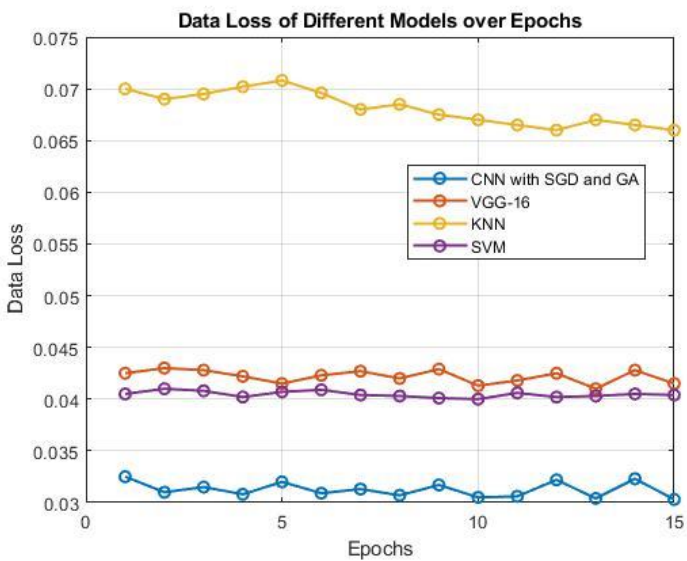 Data Loss of Different Models over Epochs
0.075
0.07
0.065
0.06
0.055
0.05
0.045
0.04
0.035
0.03
Data Loss
CNN with SGD and GA
VGG-16
KNN
SVM
0
5
10
15
Epochs